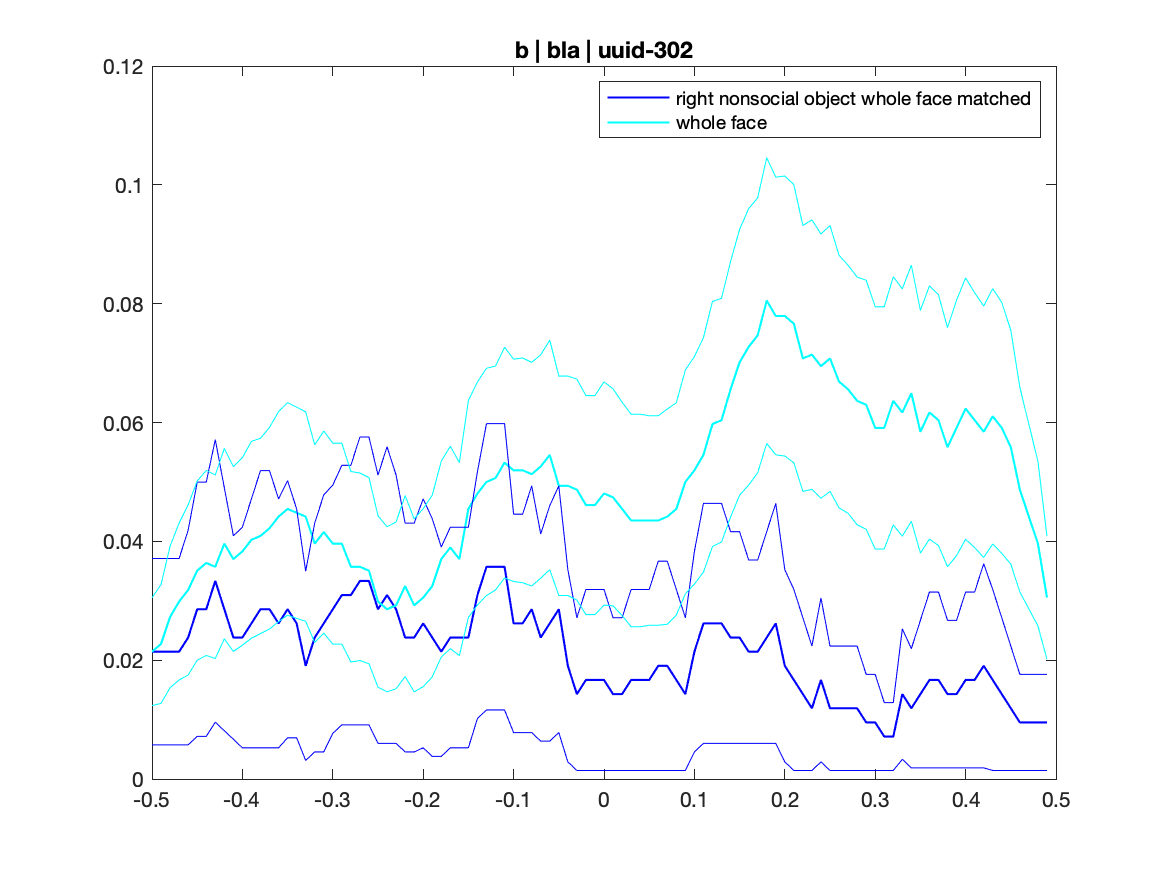 b | bla | uuid-302
right nonsocial object whole face matched
whole face
0.12
0.1
0.08
0.06
0.04
0.02
0
-0.5 -0.4 -0.3 -0.2 -0.1 0 0.1 0.2 0.3 0.4 0.5